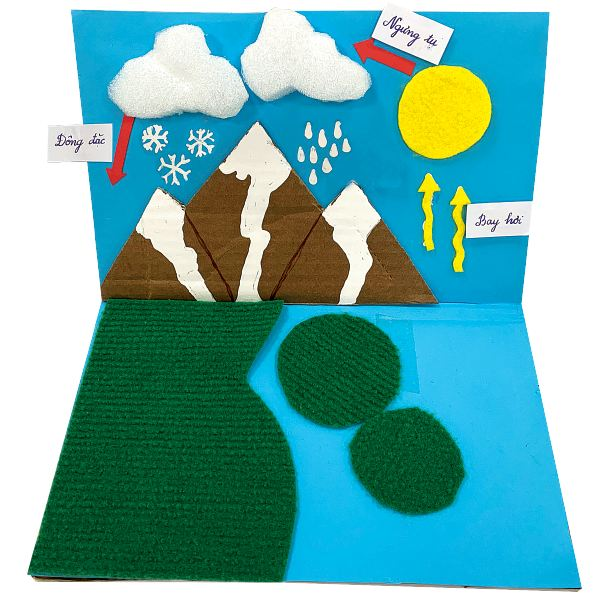 Ngưng tụ
Đông đặc
Bay hơi